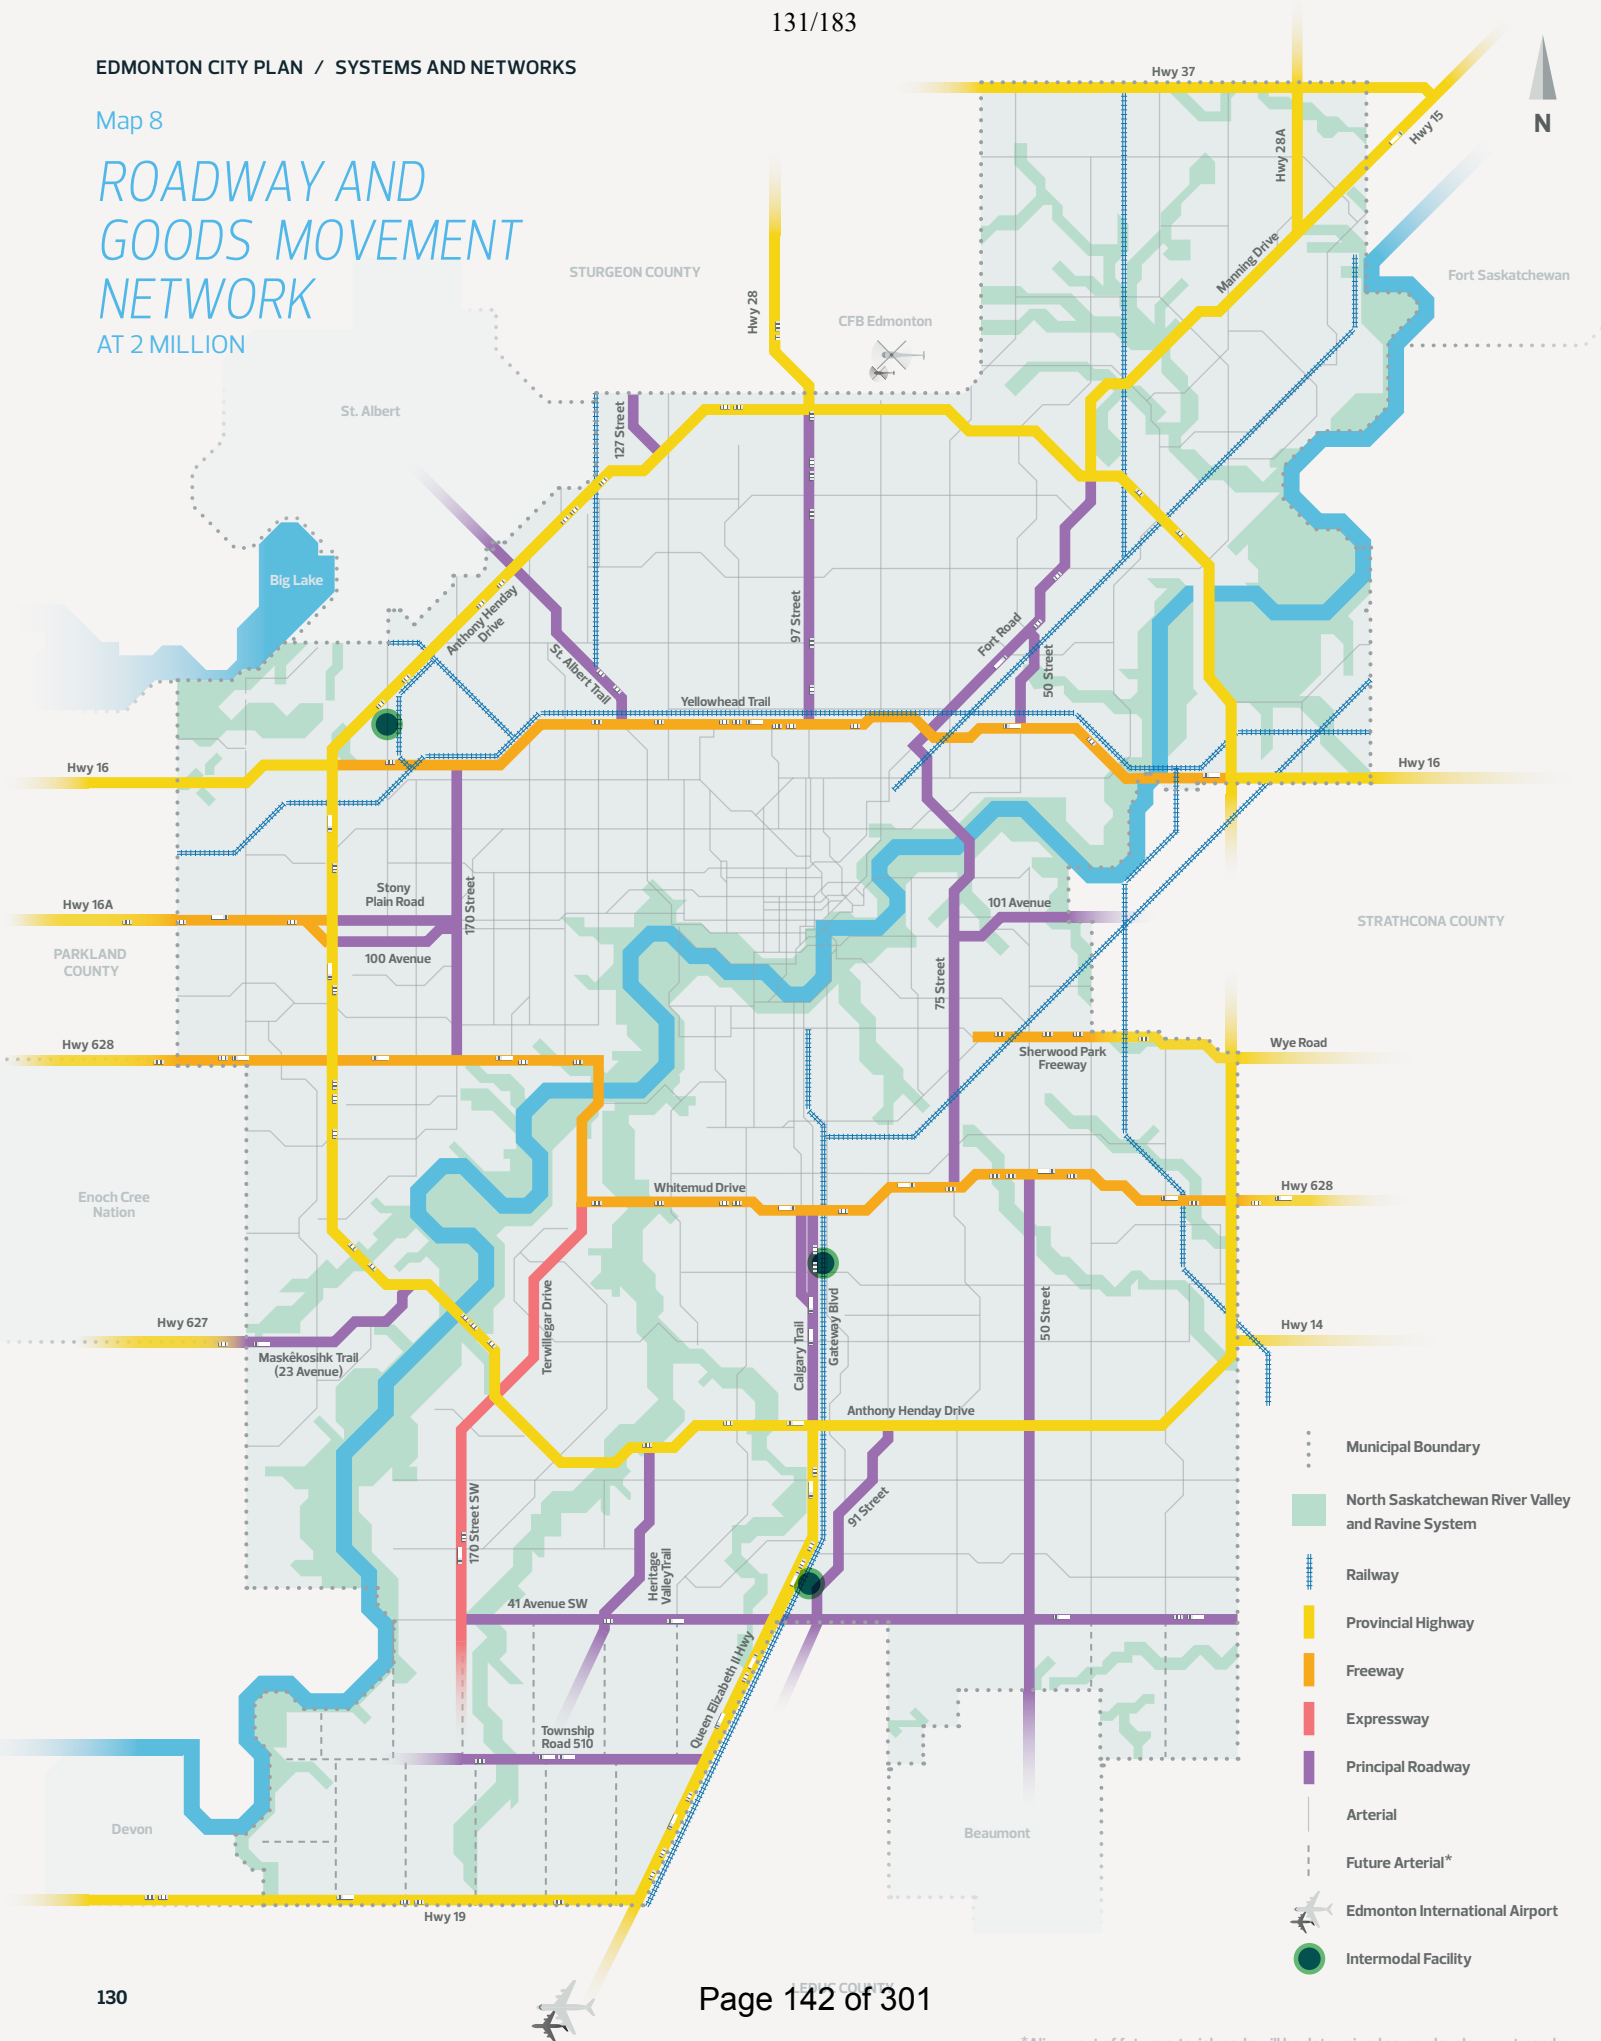 131/183
EDMONTON CITY PLAN / SYSTEMS AND NETWORKS
Map 8
ROADWAY AND
GOODS MOVEMENT
NETWORK
AT 2 MILLION
Hwy 37
N
Hwy 15
Hwy 28A
Manning Drive
STURGEON COUNTY
Fort Saskatchewan
Hwy 28
CFB Edmonton
St. Albert
127 Street
Big Lake
Anthony Henday
Drive
97 Street
St. Albert Trail
Fort Road
50 Street
Yellowhead Trail
Hwy 16
Hwy 16
Stony
Plain Road
170 Street
Hwy 16A
101 Avenue
STRATHCONA COUNTY
PARKLAND
COUNTY
100 Avenue
75 Street
Hwy 628
Sherwood Park
Freeway
Wye Road
Enoch Cree
Nation
Whitemud Drive
Hwy 628
Hwy 627
Maskêkosihk Trail
(23 Avenue)
Terwillegar Drive
Calgary Trail
Gateway Blvd
50 Street
Hwy 14
Anthony Henday Drive
170 Street SW
91 Street
Heritage
Valley Trail
41 Avenue SW
Queen Elizabeth II Hwy
Township
Road 510
Devon
Beaumont
Hwy 19
Municipal Boundary
North Saskatchewan River Valley
and Ravine System
Railway
Provincial Highway
Freeway
Expressway
Principal Roadway
Arterial
Future Arterial*
Edmonton International Airport
Intermodal Facility
LEDUC COUNTY
130
Page 142 of 301